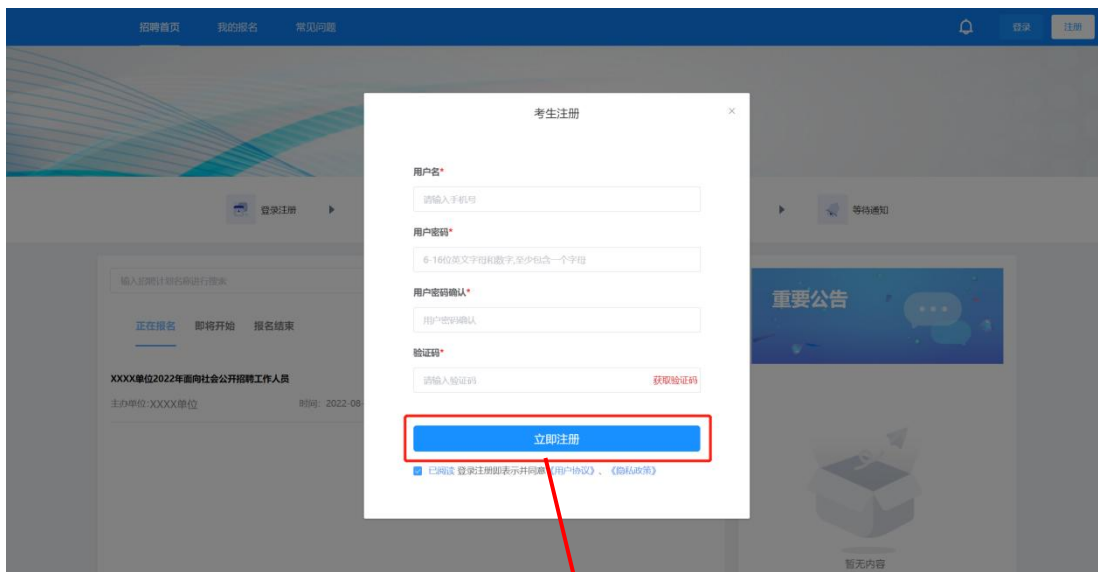 招聘首页 我的报名 常见问题 登录 注册
考生注册
用户名*
请输入手机号
登录注册 等待通知
用户密码*
6-16位英文字母和数字,至少包含一个字母
输入招聘计划名称进行搜索
用户密码确认*
重要公告
用户密码确认
正在报名 即将开始 报名结束
验证码*
XXXX单位2022年面向社会公开招聘工作人员
请输入验证码 获取验证码
主办单位:XXXX单位 时间: 2022-08
立即注册
已阅读 登录注册即表示并同意《用户协议》、《隐私政策》
暂无内容